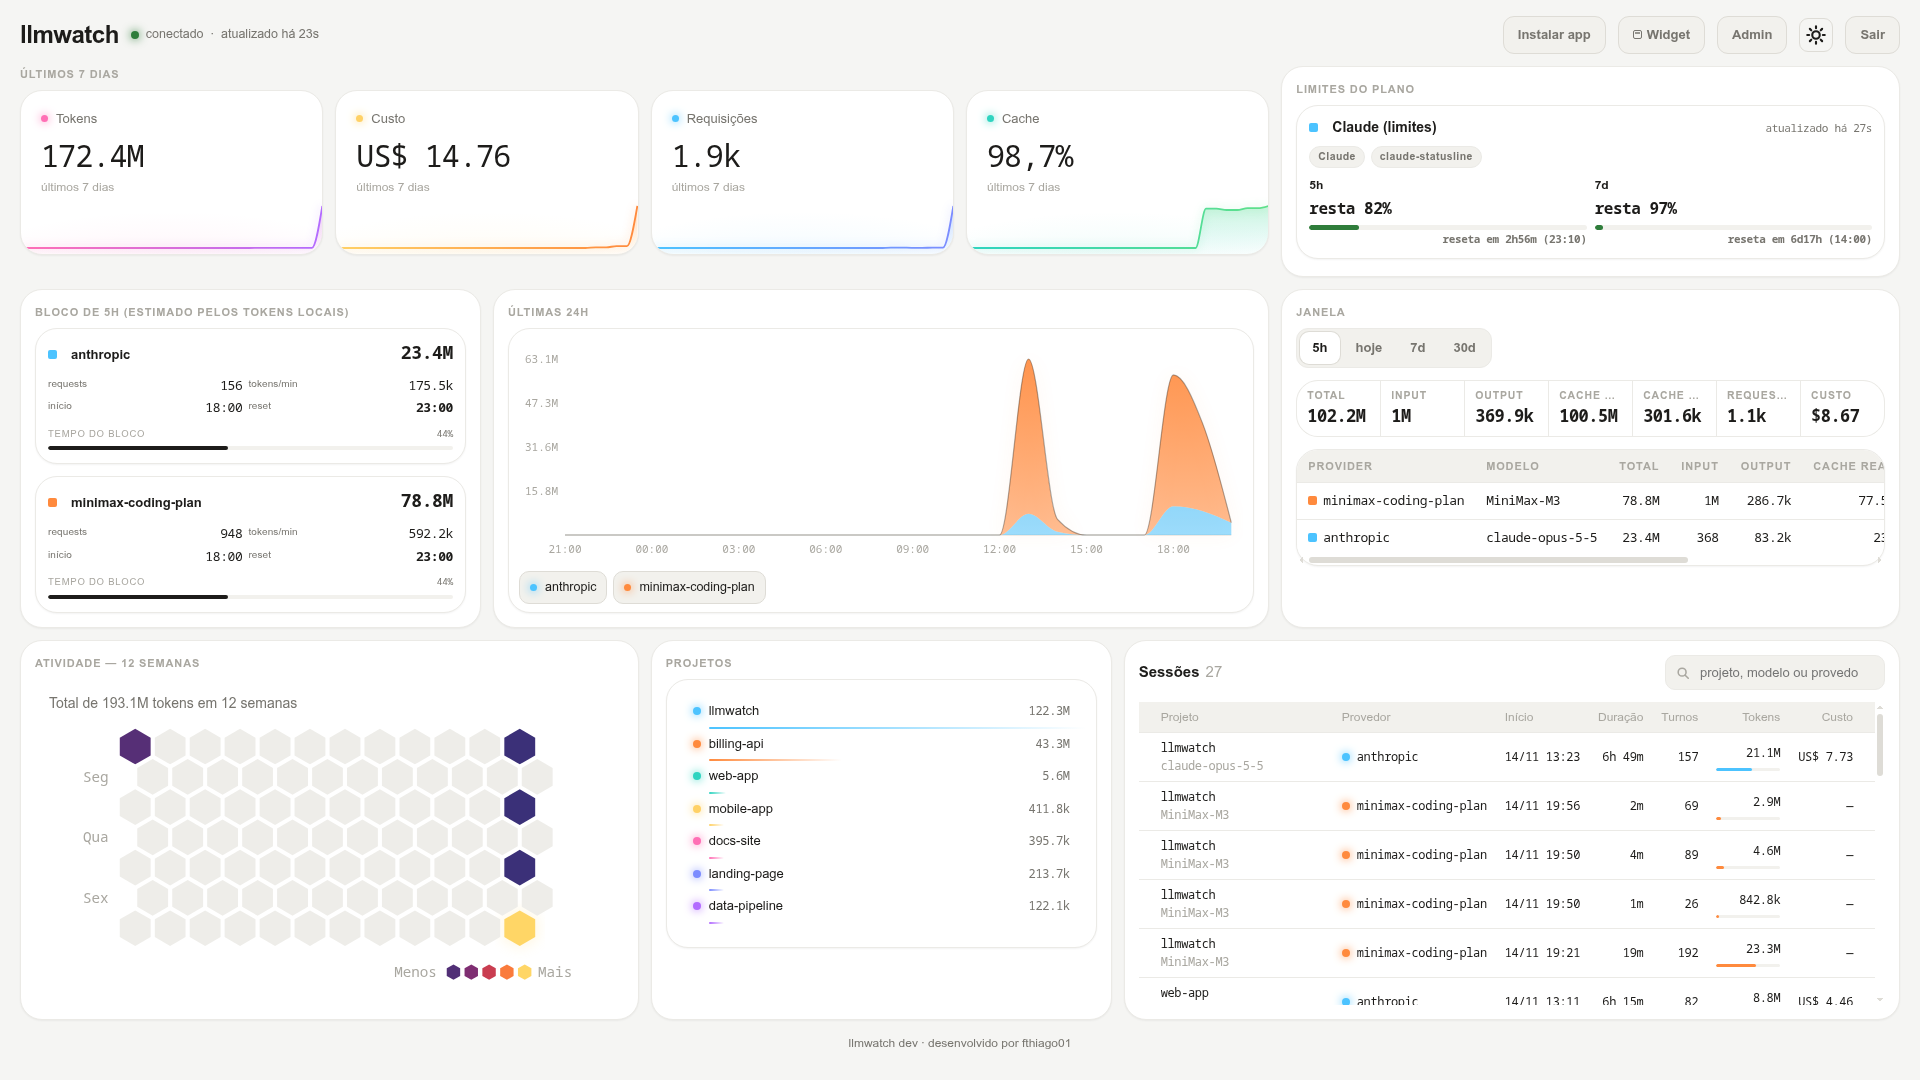 llmwatch conectado · atualizado há 23s
Instalar app
Widget
Admin
Sair
ÚLTIMOS 7 DIAS
Tokens
172.4M
últimos 7 dias
Custo
US$ 14.76
últimos 7 dias
Requisições
1.9k
últimos 7 dias
Cache
98,7%
últimos 7 dias
LIMITES DO PLANO
Claude (limites) atualizado há 27s
Claude claude-statusline
5h
resta 82%
reseta em 2h56m (23:10)
7d
resta 97%
reseta em 6d17h (14:00)
BLOCO DE 5H (ESTIMADO PELOS TOKENS LOCAIS)
anthropic 23.4M
requests 156 tokens/min 175.5k
início 18:00 reset 23:00
TEMPO DO BLOCO 44%
minimax-coding-plan 78.8M
requests 948 tokens/min 592.2k
início 18:00 reset 23:00
TEMPO DO BLOCO 44%
ÚLTIMAS 24H
63.1M
47.3M
31.6M
15.8M
21:00 00:00 03:00 06:00 09:00 12:00 15:00 18:00
anthropic minimax-coding-plan
JANELA
5h hoje 7d 30d
TOTAL INPUT OUTPUT CACHE ... CACHE ... REQUES... CUSTO
102.2M 1M 369.9k 100.5M 301.6k 1.1k $8.67
PROVIDER MODELO TOTAL INPUT OUTPUT CACHE REA
minimax-coding-plan MiniMax-M3 78.8M 1M 286.7k 77.5
anthropic claude-opus-5-5 23.4M 368 83.2k 23
ATIVIDADE — 12 SEMANAS
Total de 193.1M tokens em 12 semanas
Seg
Qua
Sex
Menos Mais
PROJETOS
llmwatch 122.3M
billing-api 43.3M
web-app 5.6M
mobile-app 411.8k
docs-site 395.7k
landing-page 213.7k
data-pipeline 122.1k
Sessões 27
projeto, modelo ou provedo
Projeto Provedor Início Duração Turnos Tokens Custo
llmwatch
claude-opus-5-5 anthropic 14/11 13:23 6h 49m 157 21.1M US$ 7.73
llmwatch
MiniMax-M3 minimax-coding-plan 14/11 19:56 2m 69 2.9M —
llmwatch
MiniMax-M3 minimax-coding-plan 14/11 19:50 4m 89 4.6M —
llmwatch
MiniMax-M3 minimax-coding-plan 14/11 19:50 1m 26 842.8k —
llmwatch
MiniMax-M3 minimax-coding-plan 14/11 19:21 19m 192 23.3M —
web-app
anthropic 14/11 13:11 6h 15m 82 8.8M US$ 4.46
llmwatch dev · desenvolvido por fthiago01